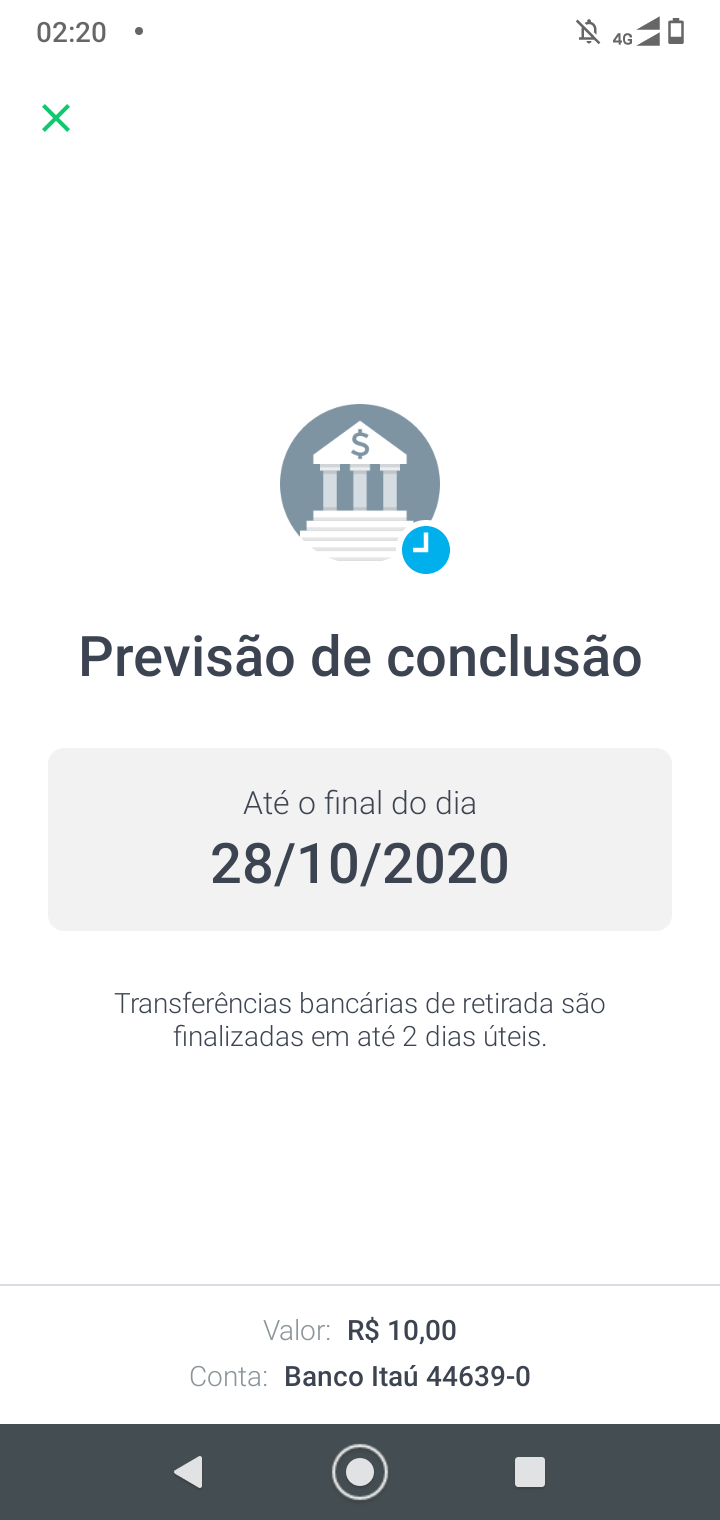 02:20
4G
$
Previsão de conclusão
Até o final do dia
28/10/2020
Transferências bancárias de retirada são
finalizadas em até 2 dias úteis.
Valor: R$ 10,00
Conta: Banco Itaú 44639-0